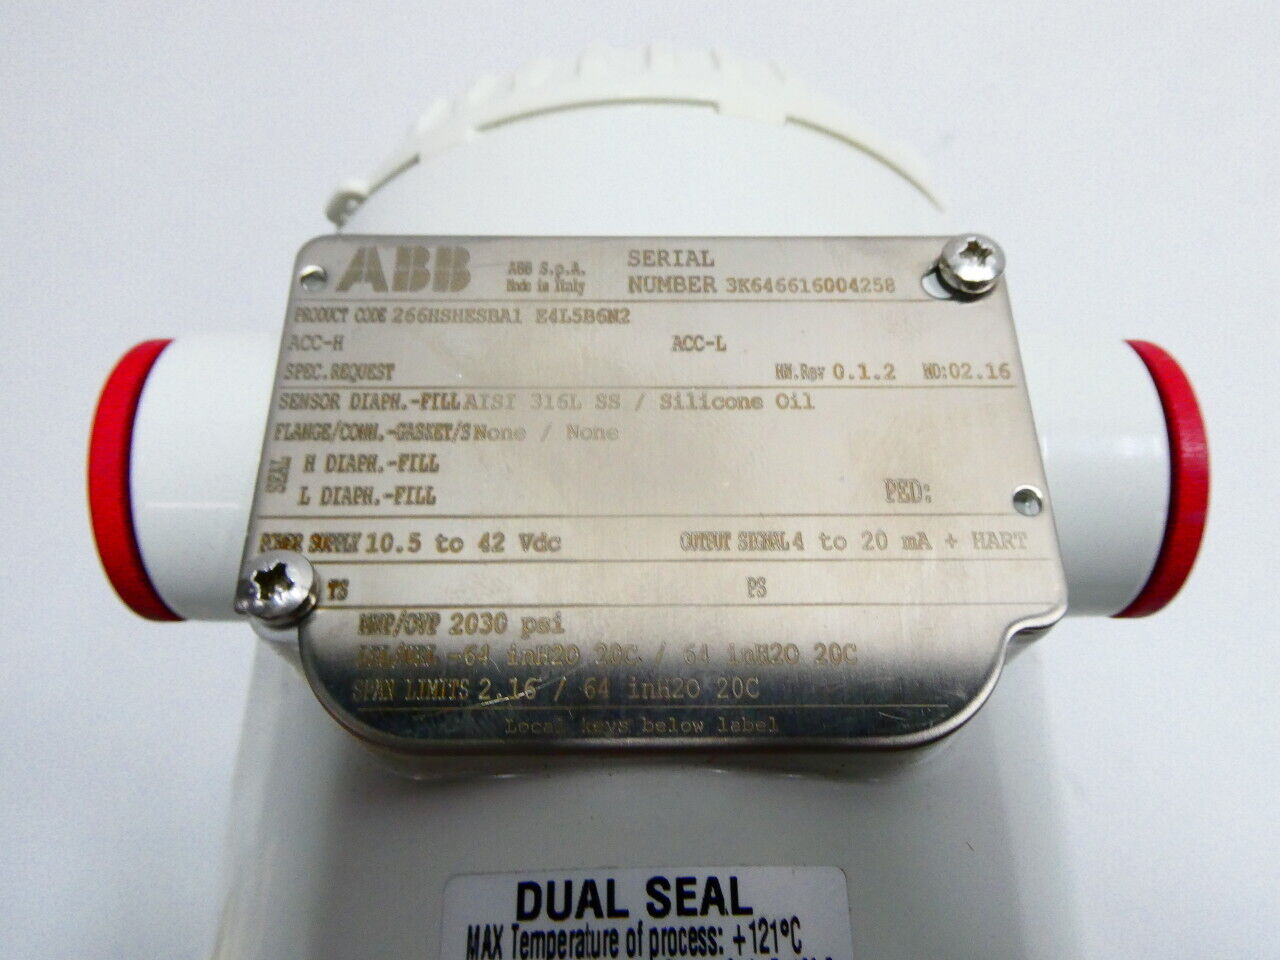 ABB ABB S.p.A. SERIAL
Made in Italy NUMBER 3K646616004258
PRODUCT CODE 266HSHESBA1 E4L5B6N2
ACC-H ACC-L
SPEC.REQUEST HW.Rev 0.1.2 WD:02.16
SENSOR DIAPH.-FILL AISI 316L SS / Silicone Oil
FLANGE/CONN.-GASKET/S None / None
SEAL H DIAPH.-FILL
L DIAPH.-FILL PED:
POWER SUPPLY 10.5 to 42 Vdc OUTPUT SIGNAL 4 to 20 mA + HART
TS PS
MWP/OVP 2030 psi
LRL/URL -64 inH2O 20C / 64 inH2O 20C
SPAN LIMITS 2.16 / 64 inH2O 20C
Local keys below label
DUAL SEAL
MAX Temperature of process: +121°C